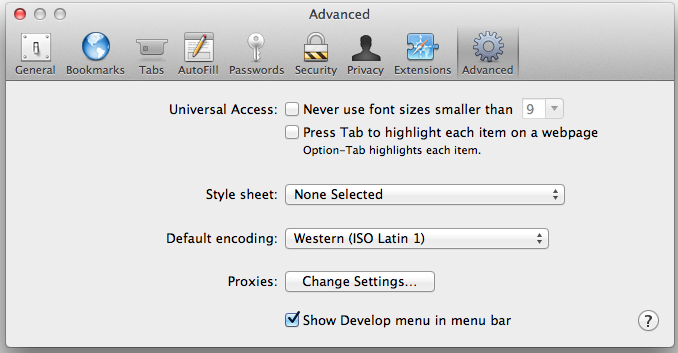 Advanced
General Bookmarks Tabs AutoFill Passwords Security Privacy Extensions Advanced
Universal Access: Never use font sizes smaller than 9
Press Tab to highlight each item on a webpage
Option-Tab highlights each item.
Style sheet: None Selected
Default encoding: Western (ISO Latin 1)
Proxies: Change Settings...
Show Develop menu in menu bar ?